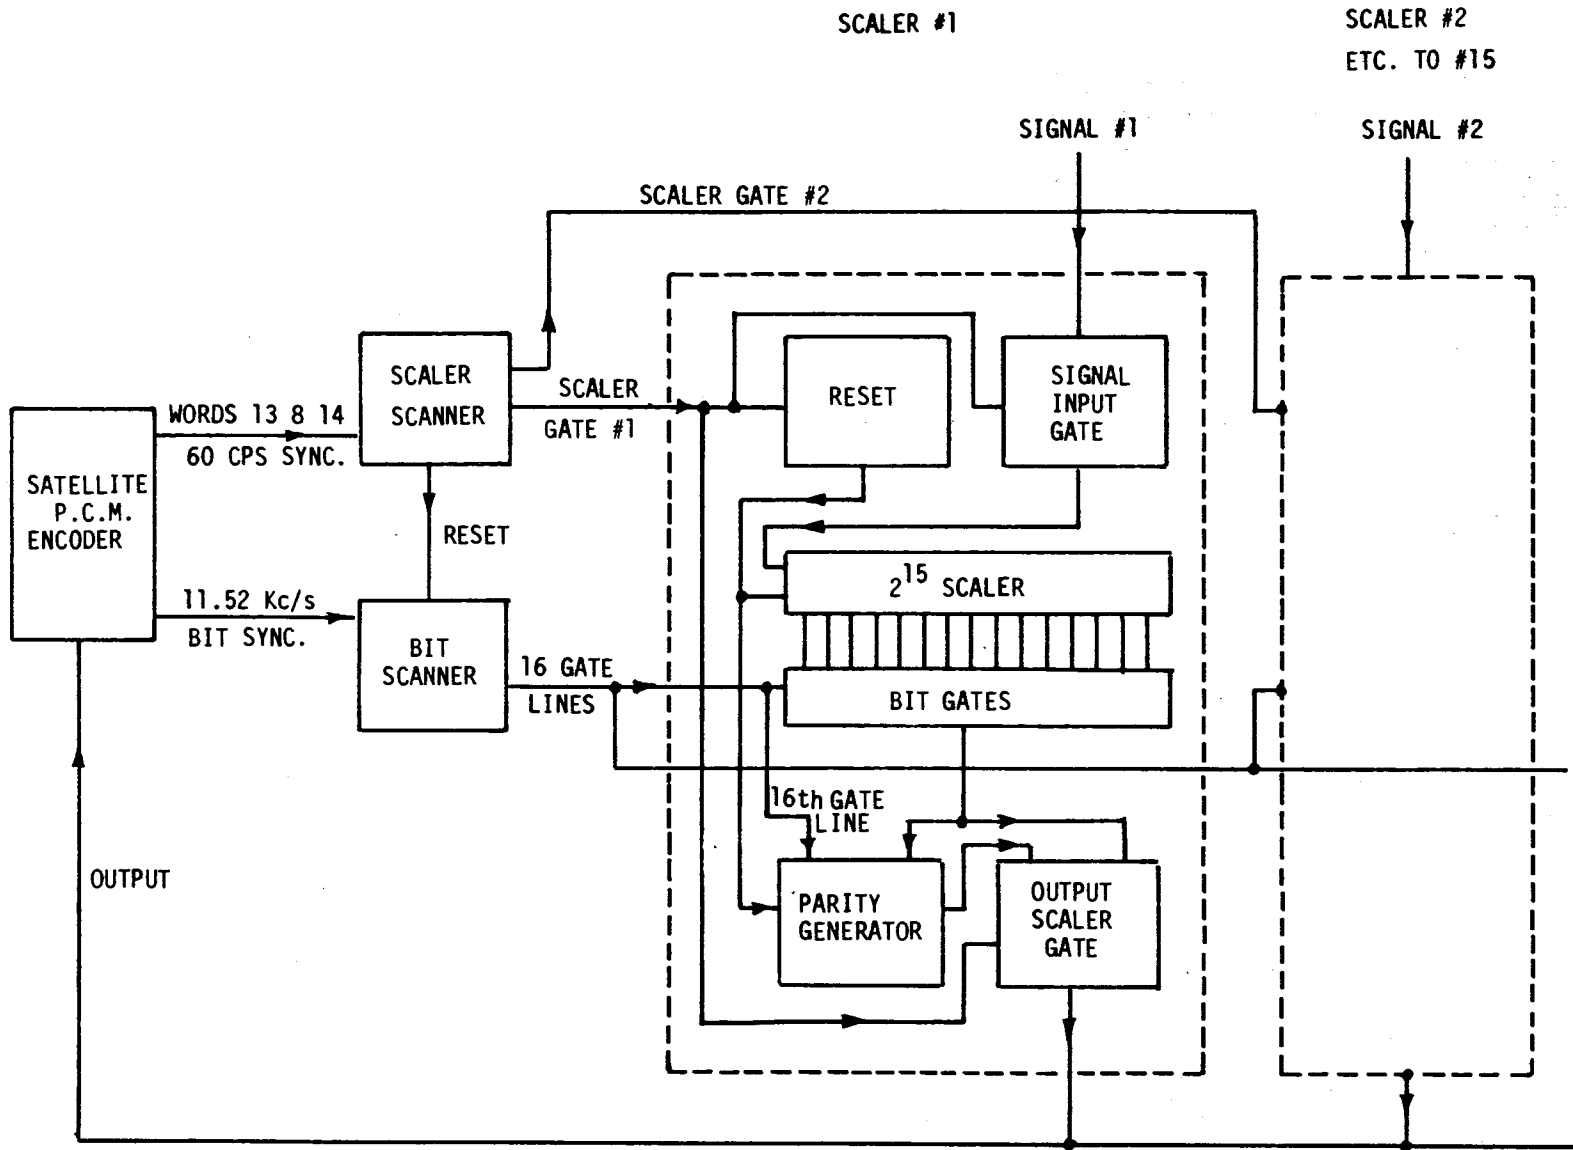 SCALER #1
SCALER #2
ETC. TO #15
SIGNAL #1
SIGNAL #2
SCALER GATE #2
SCALER
SCANNER
SCALER
GATE #1
RESET
SIGNAL
INPUT
GATE
WORDS 13 8 14
60 CPS SYNC.
SATELLITE
P.C.M.
ENCODER
RESET
2^15 SCALER
11.52 Kc/s
BIT SYNC.
BIT
SCANNER
16 GATE
LINES
BIT GATES
16th GATE
LINE
OUTPUT
PARITY
GENERATOR
OUTPUT
SCALER
GATE